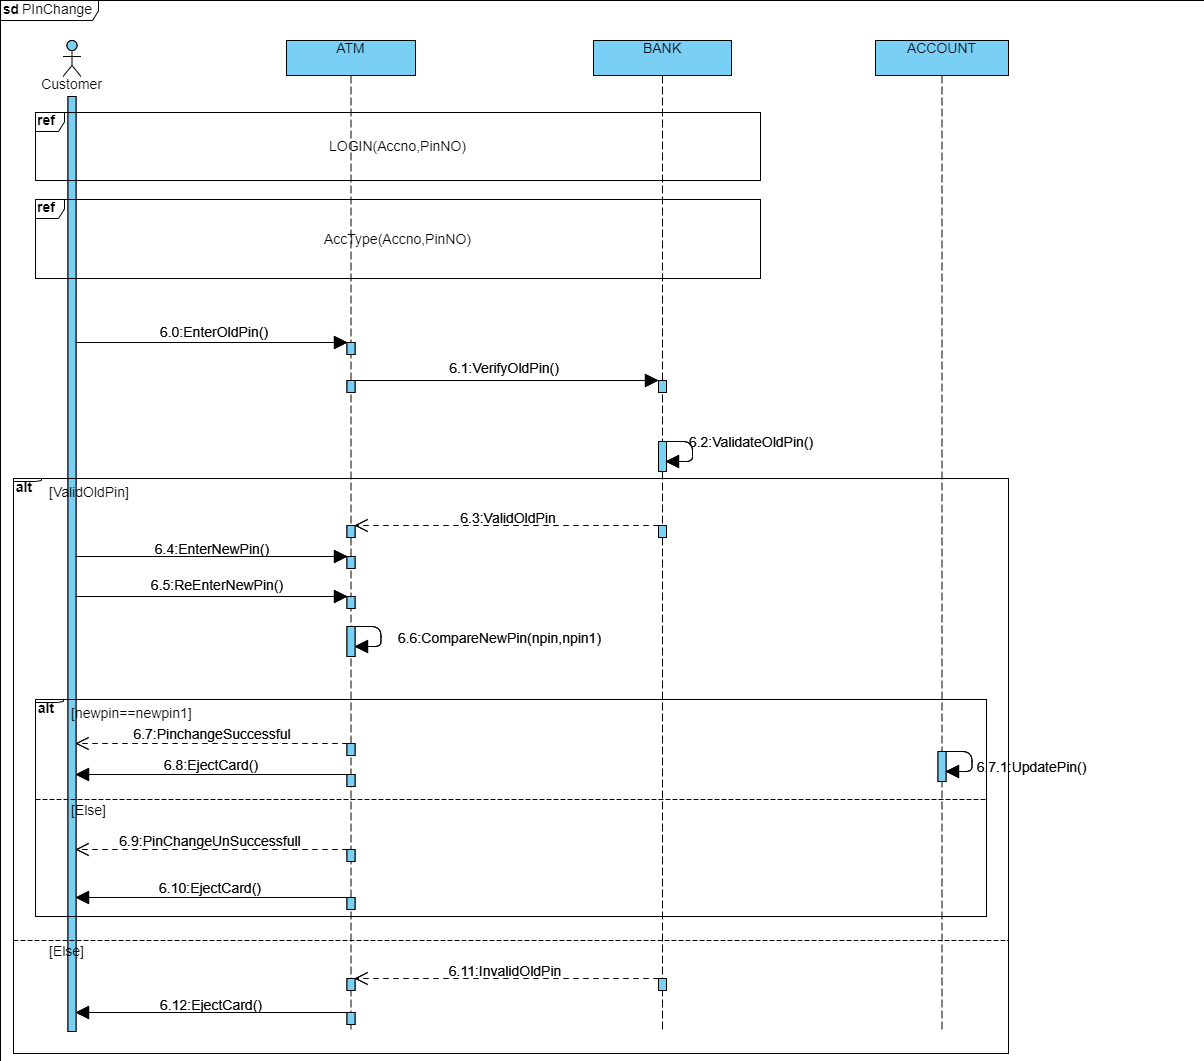 sd PInChange
ATM
BANK
ACCOUNT
Customer
ref
LOGIN(Accno,PinNO)
ref
AccType(Accno,PinNO)
6.0:EnterOldPin()
6.1:VerifyOldPin()
6.2:ValidateOldPin()
alt
[ValidOldPin]
6.3:ValidOldPin
6.4:EnterNewPin()
6.5:ReEnterNewPin()
6.6:CompareNewPin(npin,npin1)
alt
[newpin==newpin1]
6.7:PinchangeSuccessful
6.8:EjectCard()
6.7.1:UpdatePin()
[Else]
6.9:PinChangeUnSuccessfull
6.10:EjectCard()
[Else]
6.11:InvalidOldPin
6.12:EjectCard()